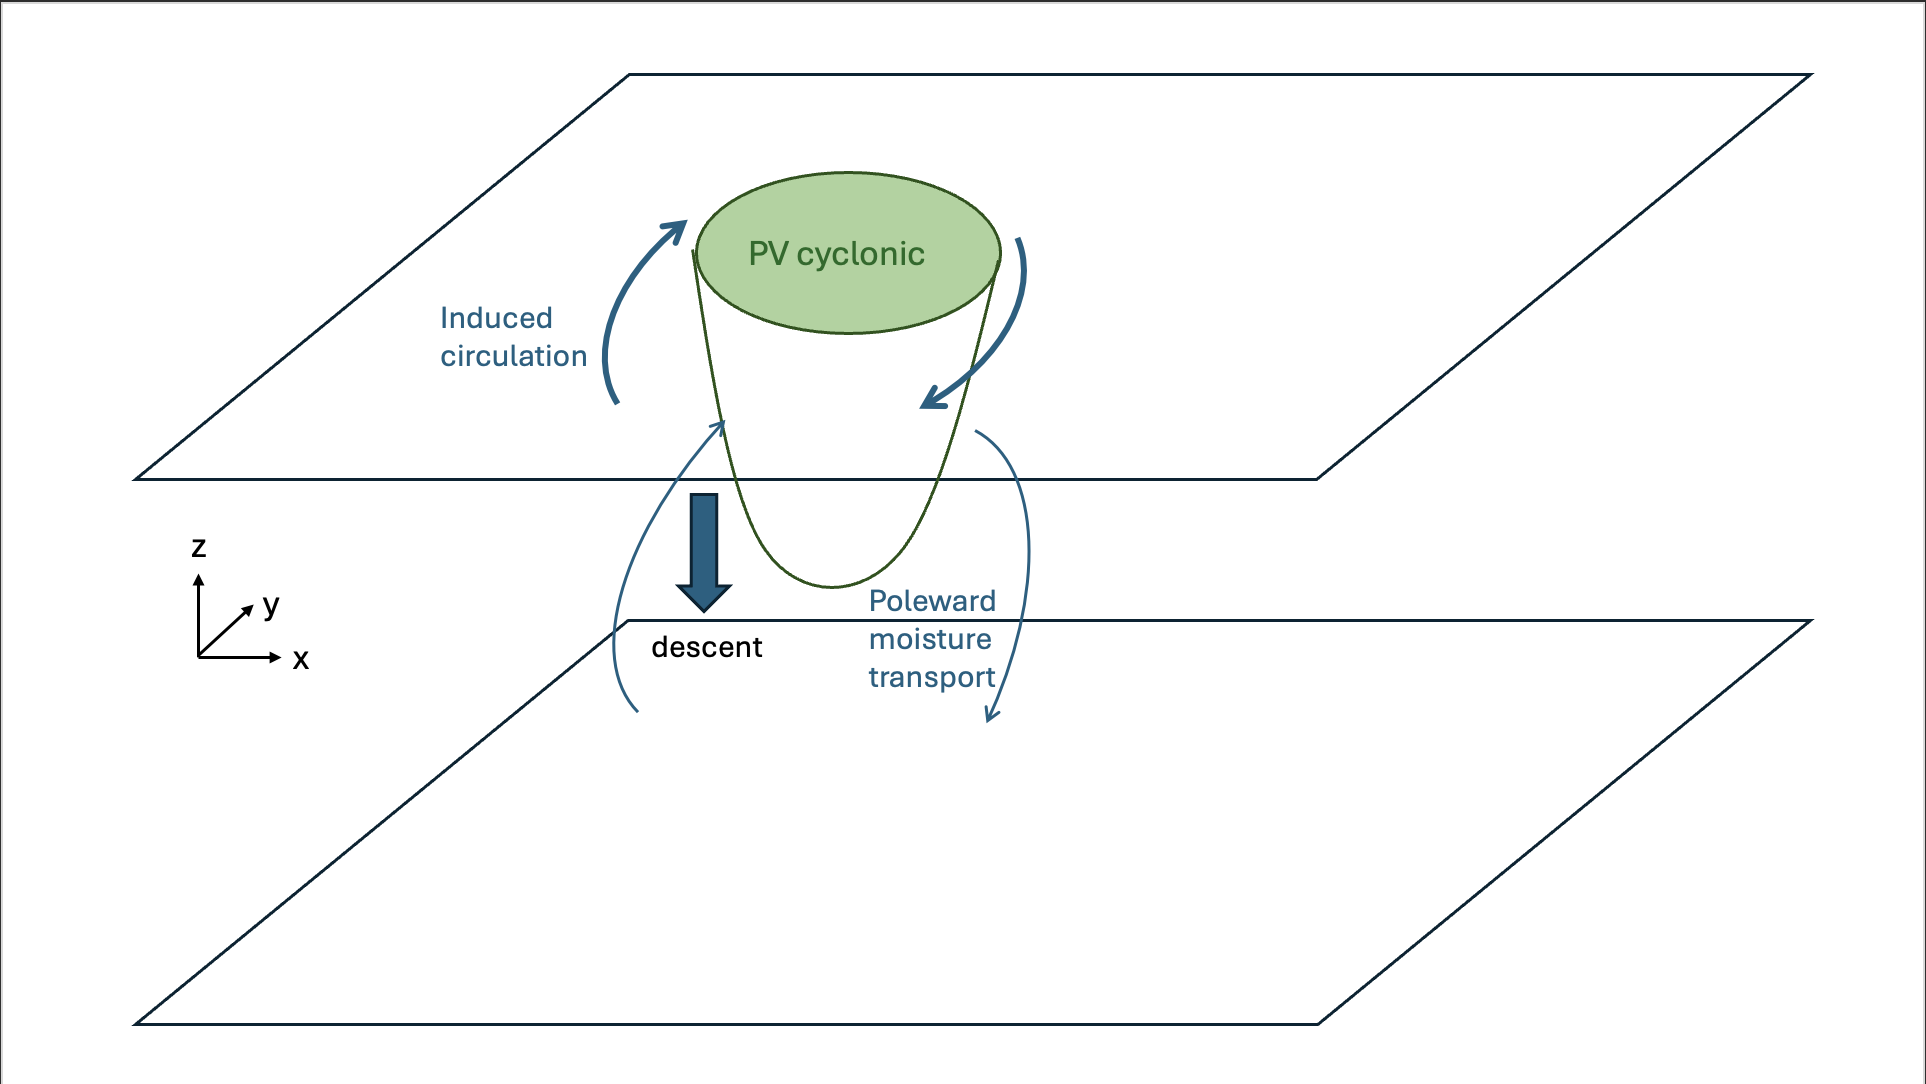 PV cyclonic
Induced
circulation
z
y
x
descent
Poleward
moisture
transport